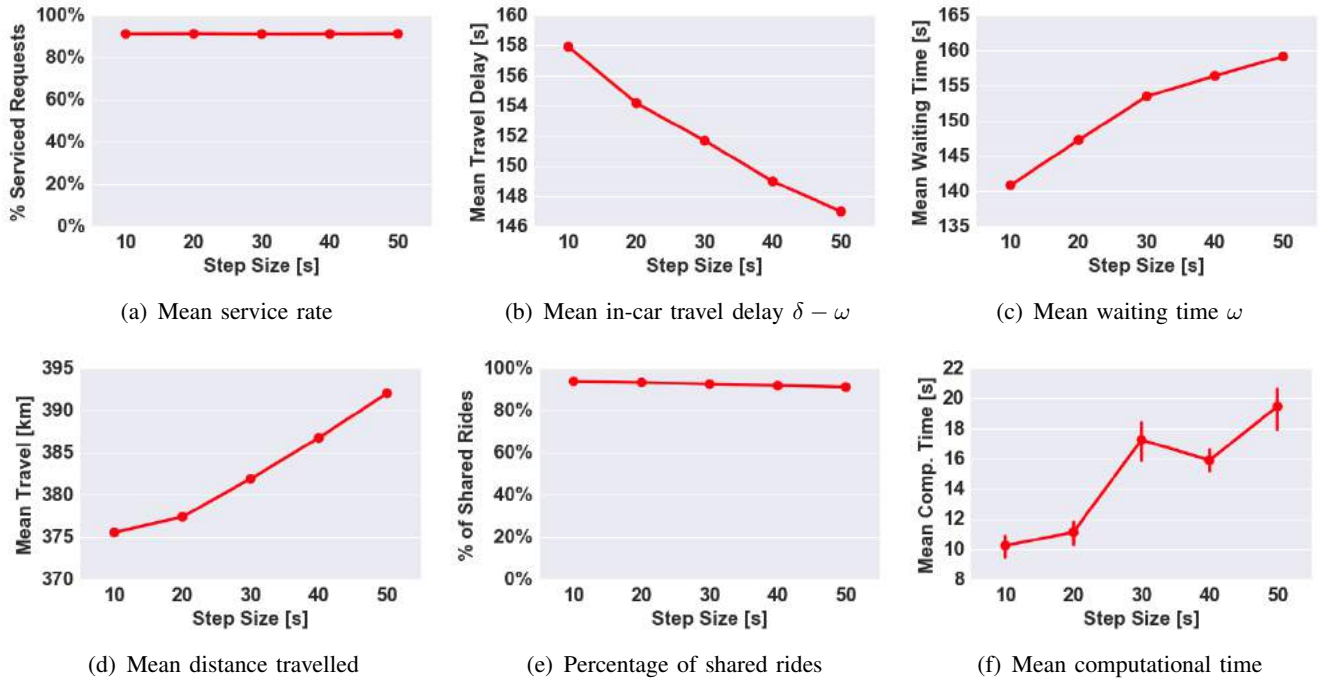 % Serviced Requests
100%
80%
60%
40%
20%
0%
10 20 30 40 50
Step Size [s]
(a) Mean service rate
Mean Travel Delay [s]
160
158
156
154
152
150
148
146
10 20 30 40 50
Step Size [s]
(b) Mean in-car travel delay δ − ω
Mean Waiting Time [s]
165
160
155
150
145
140
135
10 20 30 40 50
Step Size [s]
(c) Mean waiting time ω
Mean Travel [km]
395
390
385
380
375
370
10 20 30 40 50
Step Size [s]
(d) Mean distance travelled
% of Shared Rides
100%
80%
60%
40%
20%
0%
10 20 30 40 50
Step Size [s]
(e) Percentage of shared rides
Mean Comp. Time [s]
22
20
18
16
14
12
10
8
10 20 30 40 50
Step Size [s]
(f) Mean computational time